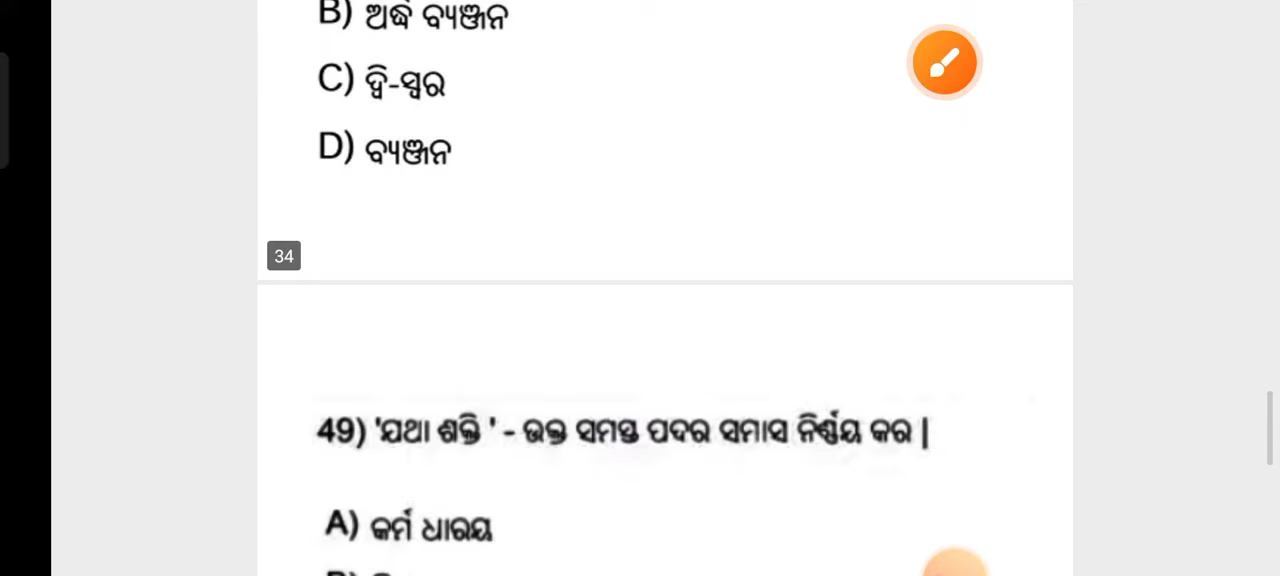 B) ଅର୍ଦ୍ଧ ବ୍ୟଞ୍ଜନ
C) ଦ୍ୱି-ସ୍ୱର
D) ବ୍ୟଞ୍ଜନ
34
49) 'ଯଥା ଶକ୍ତି ' - ଉକ୍ତ ସମସ୍ତ ପଦର ସମାସ ନିର୍ଣ୍ଣୟ କର |
A) କର୍ମ ଧାରୟ